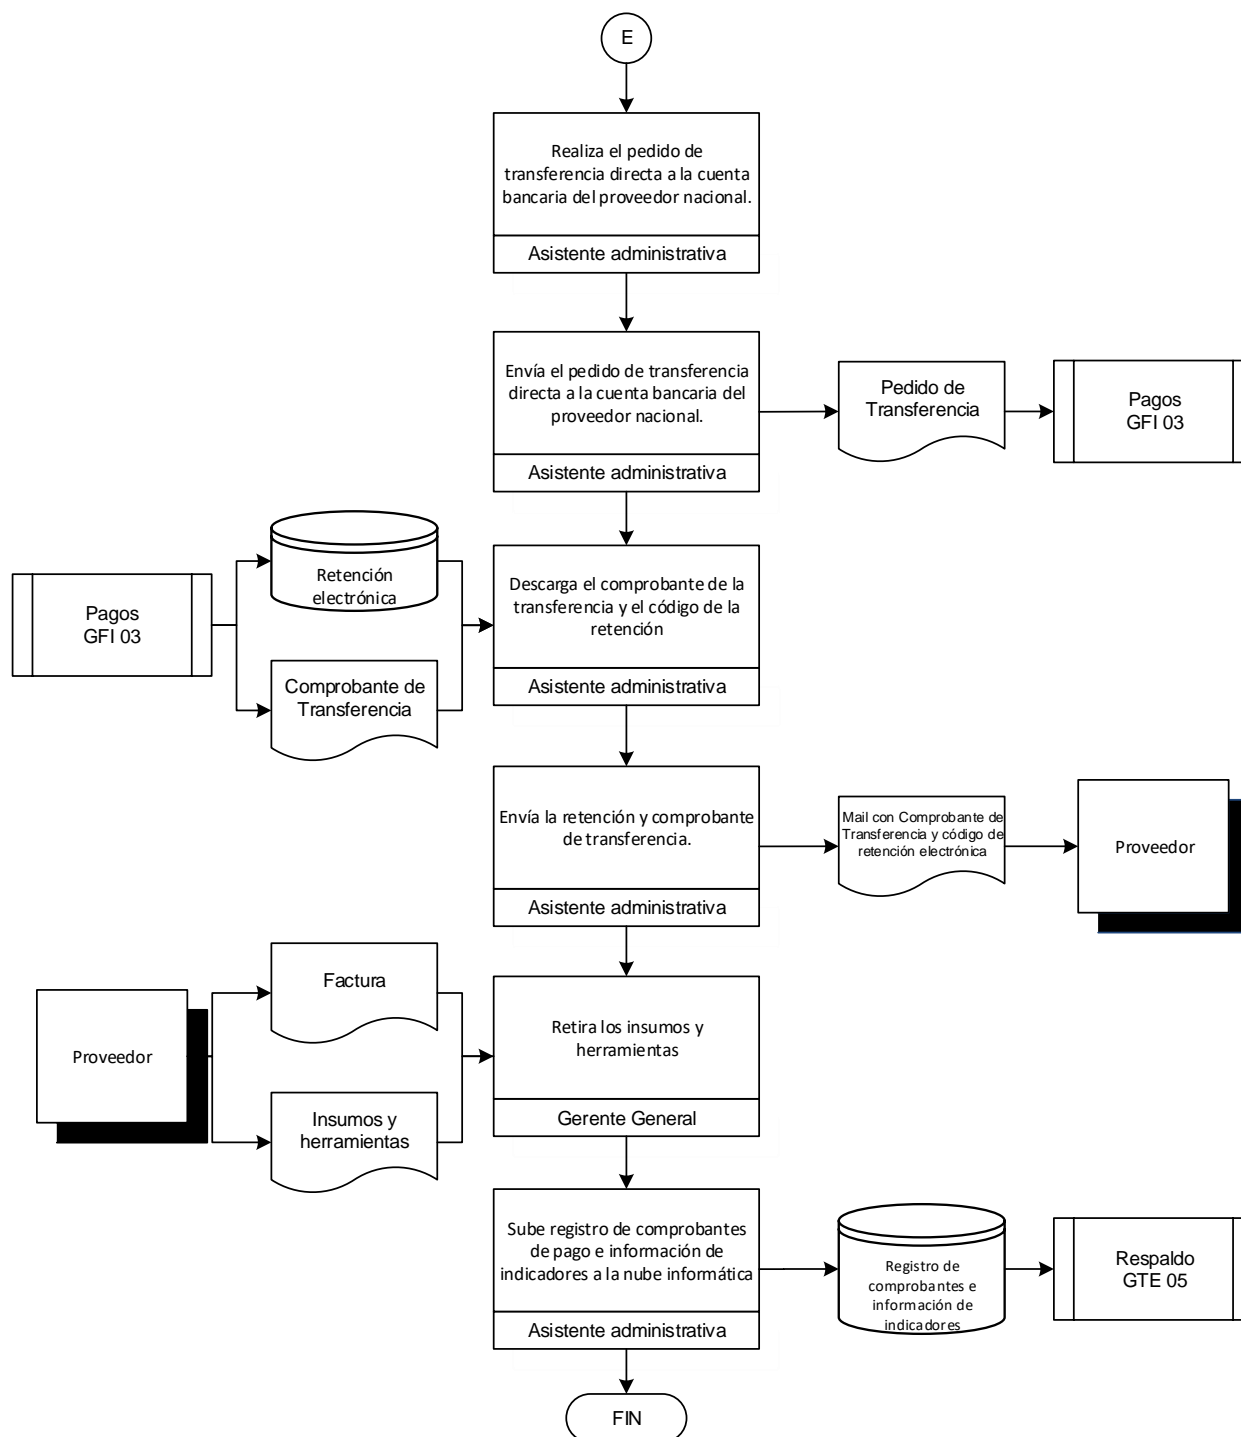 E
Realiza el pedido de
transferencia directa a la cuenta
bancaria del proveedor nacional.
Asistente administrativa
Envía el pedido de transferencia
directa a la cuenta bancaria del
proveedor nacional.
Asistente administrativa
Pedido de
Transferencia
Pagos
GFI 03
Pagos
GFI 03
Retención
electrónica
Comprobante de
Transferencia
Descarga el comprobante de la
transferencia y el código de la
retención
Asistente administrativa
Envía la retención y comprobante
de transferencia.
Asistente administrativa
Mail con Comprobante de
Transferencia y código de
retención electrónica
Proveedor
Proveedor
Factura
Insumos y
herramientas
Retira los insumos y
herramientas
Gerente General
Sube registro de comprobantes
de pago e información de
indicadores a la nube informática
Asistente administrativa
Registro de
comprobantes e
información de
indicadores
Respaldo
GTE 05
FIN